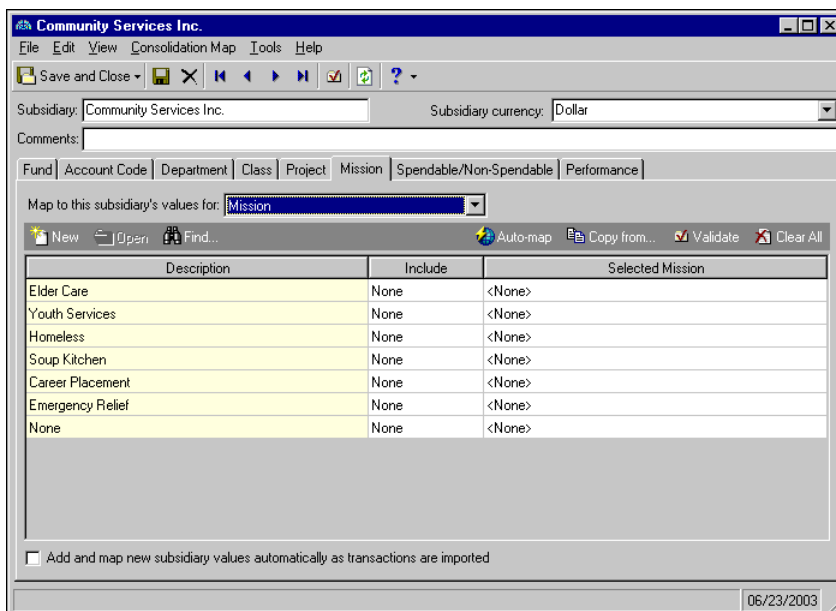 Community Services Inc.
File Edit View Consolidation Map Tools Help
Save and Close ?
Subsidiary: Community Services Inc. Subsidiary currency: Dollar
Comments:
Fund Account Code Department Class Project Mission Spendable/Non-Spendable Performance
Map to this subsidiary's values for: Mission
New Open Find... Auto-map Copy from... Validate Clear All
Description Include Selected Mission
Elder Care None <None>
Youth Services None <None>
Homeless None <None>
Soup Kitchen None <None>
Career Placement None <None>
Emergency Relief None <None>
None None <None>
Add and map new subsidiary values automatically as transactions are imported
06/23/2003